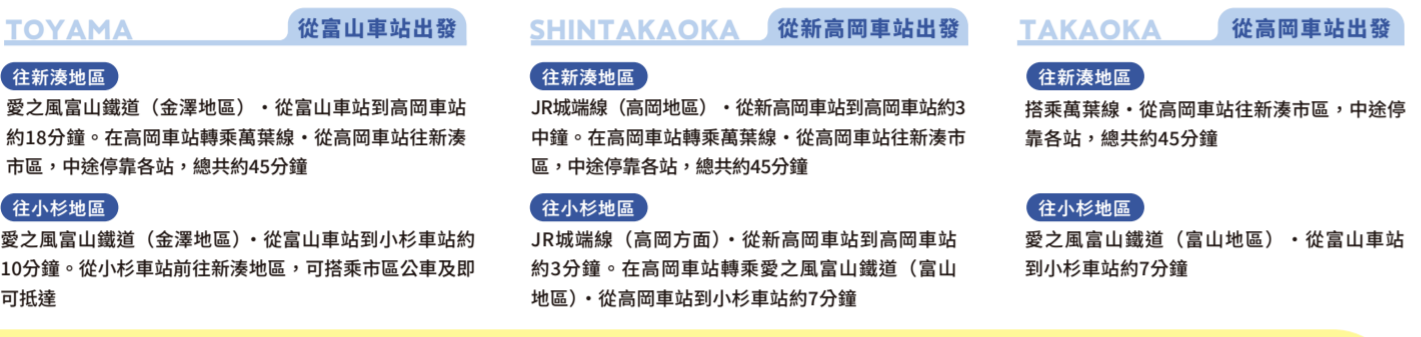 TOYAMA 從富山車站出發
往新湊地區
愛之風富山鐵道（金澤地區）・從富山車站到高岡車站
約18分鐘。在高岡車站轉乘萬葉線・從高岡車站往新湊
市區，中途停靠各站，總共約45分鐘
往小杉地區
愛之風富山鐵道（金澤地區）・從富山車站到小杉車站約
10分鐘。從小杉車站前往新湊地區，可搭乘市區公車及即
可抵達
SHINTAKAOKA 從新高岡車站出發
往新湊地區
JR城端線（高岡地區）・從新高岡車站到高岡車站約3
中鐘。在高岡車站轉乘萬葉線・從高岡車站往新湊市
區，中途停靠各站，總共約45分鐘
往小杉地區
JR城端線（高岡方面）・從新高岡車站到高岡車站
約3分鐘。在高岡車站轉乘愛之風富山鐵道（富山
地區）・從高岡車站到小杉車站約7分鐘
TAKAOKA 從高岡車站出發
往新湊地區
搭乘萬葉線・從高岡車站往新湊市區，中途停
靠各站，總共約45分鐘
往小杉地區
愛之風富山鐵道（富山地區）・從富山車站
到小杉車站約7分鐘